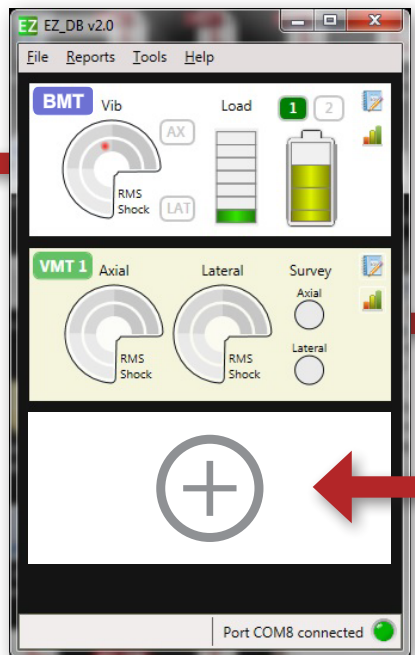 EZ EZ_DB v2.0
File Reports Tools Help
BMT Vib Load 1 2
AX
RMS
Shock LAT
VMT 1 Axial Lateral Survey
Axial
Lateral
RMS RMS
Shock Shock
Port COM8 connected